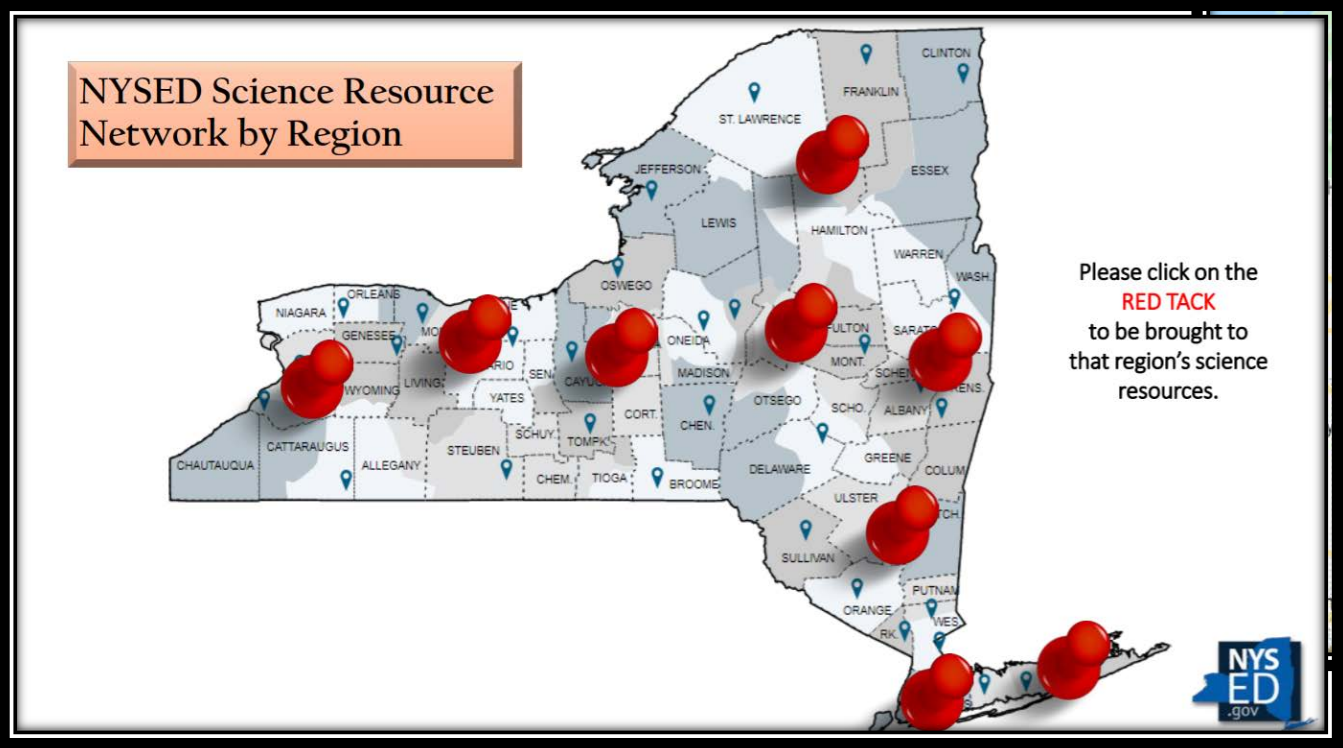 NYSED Science Resource
Network by Region
CLINTON
FRANKLIN
ST. LAWRENCE
JEFFERSON
ESSEX
LEWIS
HAMILTON
WARREN
WASH.
OSWEGO
ORLEANS
NIAGARA
GENESEE
ONEIDA
FULTON
MONT.
MADISON
SEN.
WYOMING
LIVING.
YATES
OTSEGO
SCHO.
ALBANY
CORT.
CHEN.
SCHUY.
TOMPK.
CATTARAUGUS
STEUBEN
GREENE
CHAUTAUQUA
ALLEGANY
DELAWARE
COLUM
CHEM.
TIOGA
BROOME
ULSTER
SULLIVAN
PUTNAM
ORANGE
WES.
RK.
Please click on the
RED TACK
to be brought to
that region's science
resources.
NYS
ED
.gov